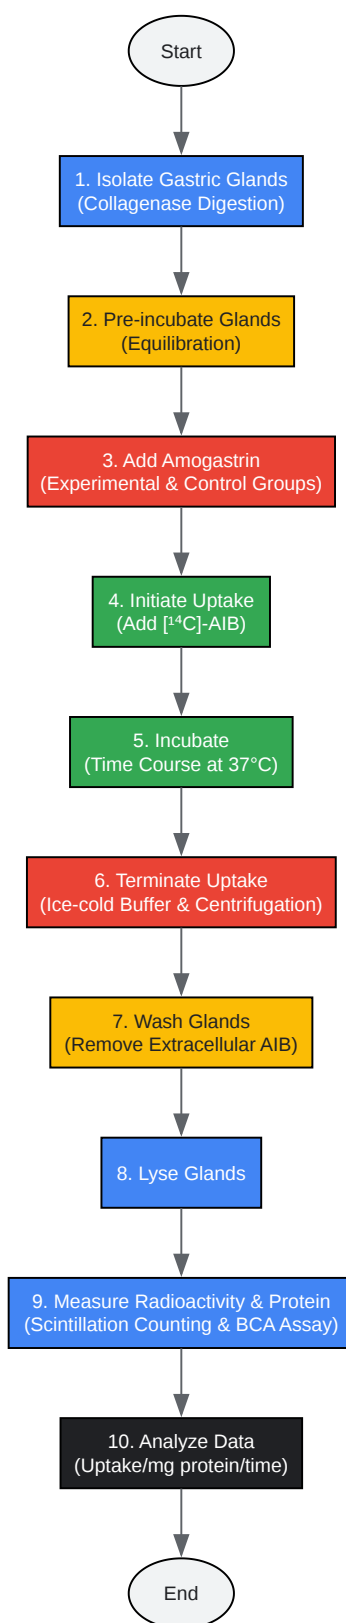 Start
1. Isolate Gastric Glands
(Collagenase Digestion)
2. Pre-incubate Glands
(Equilibration)
3. Add Amogastrin
(Experimental & Control Groups)
4. Initiate Uptake
(Add [¹⁴C]-AIB)
5. Incubate
(Time Course at 37°C)
6. Terminate Uptake
(Ice-cold Buffer & Centrifugation)
7. Wash Glands
(Remove Extracellular AIB)
8. Lyse Glands
9. Measure Radioactivity & Protein
(Scintillation Counting & BCA Assay)
10. Analyze Data
(Uptake/mg protein/time)
End